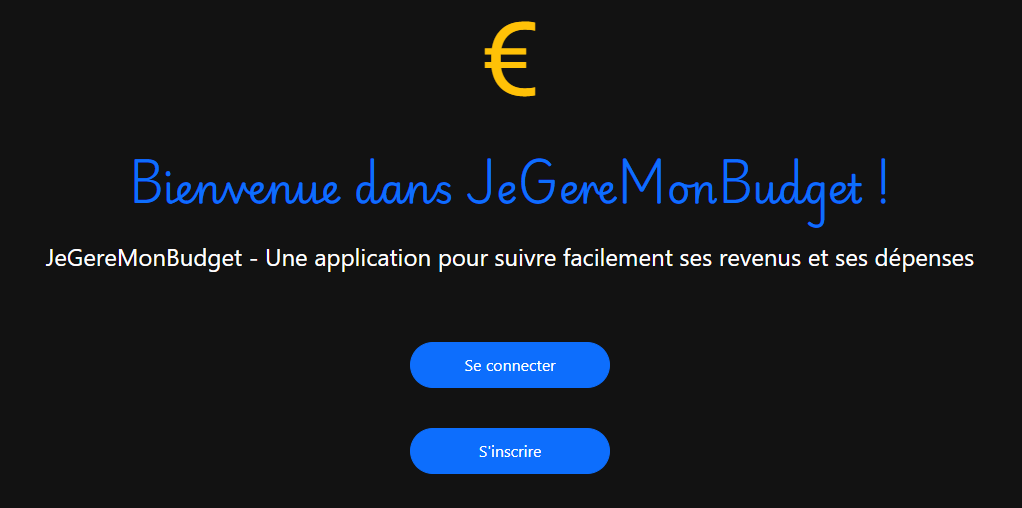 €
Bienvenue dans JeGereMonBudget !
JeGereMonBudget - Une application pour suivre facilement ses revenus et ses dépenses
Se connecter
S'inscrire